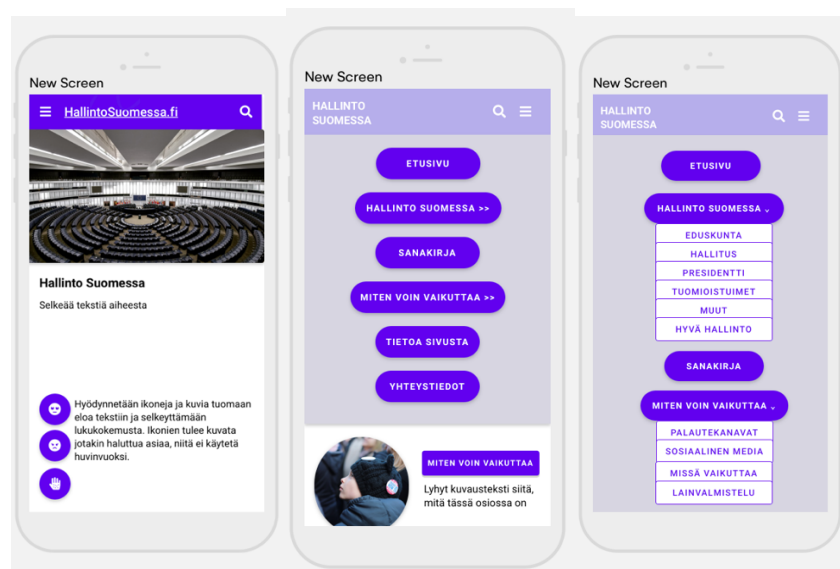 New Screen
HallintoSuomessa.fi
Hallinto Suomessa
Selkeää tekstiä aiheesta
Hyödynnetään ikoneja ja kuvia tuomaan
eloa tekstiin ja selkeyttämään
lukukokemusta. Ikonien tulee kuvata
jotakin haluttua asiaa, niitä ei käytetä
huvinvuoksi.
New Screen
HALLINTO
SUOMESSA
ETUSIVU
HALLINTO SUOMESSA >>
SANAKIRJA
MITEN VOIN VAIKUTTAA >>
TIETOA SIVUSTA
YHTEYSTIEDOT
MITEN VOIN VAIKUTTAA
Lyhyt kuvausteksti siitä,
mitä tässä osiossa on
New Screen
HALLINTO
SUOMESSA
ETUSIVU
HALLINTO SUOMESSA ⌄
EDUSKUNTA
HALLITUS
PRESIDENTTI
TUOMIOISTUIMET
MUUT
HYVÄ HALLINTO
SANAKIRJA
MITEN VOIN VAIKUTTAA ⌄
PALAUTEKANAVAT
SOSIAALINEN MEDIA
MISSÄ VAIKUTTAA
LAINVALMISTELU